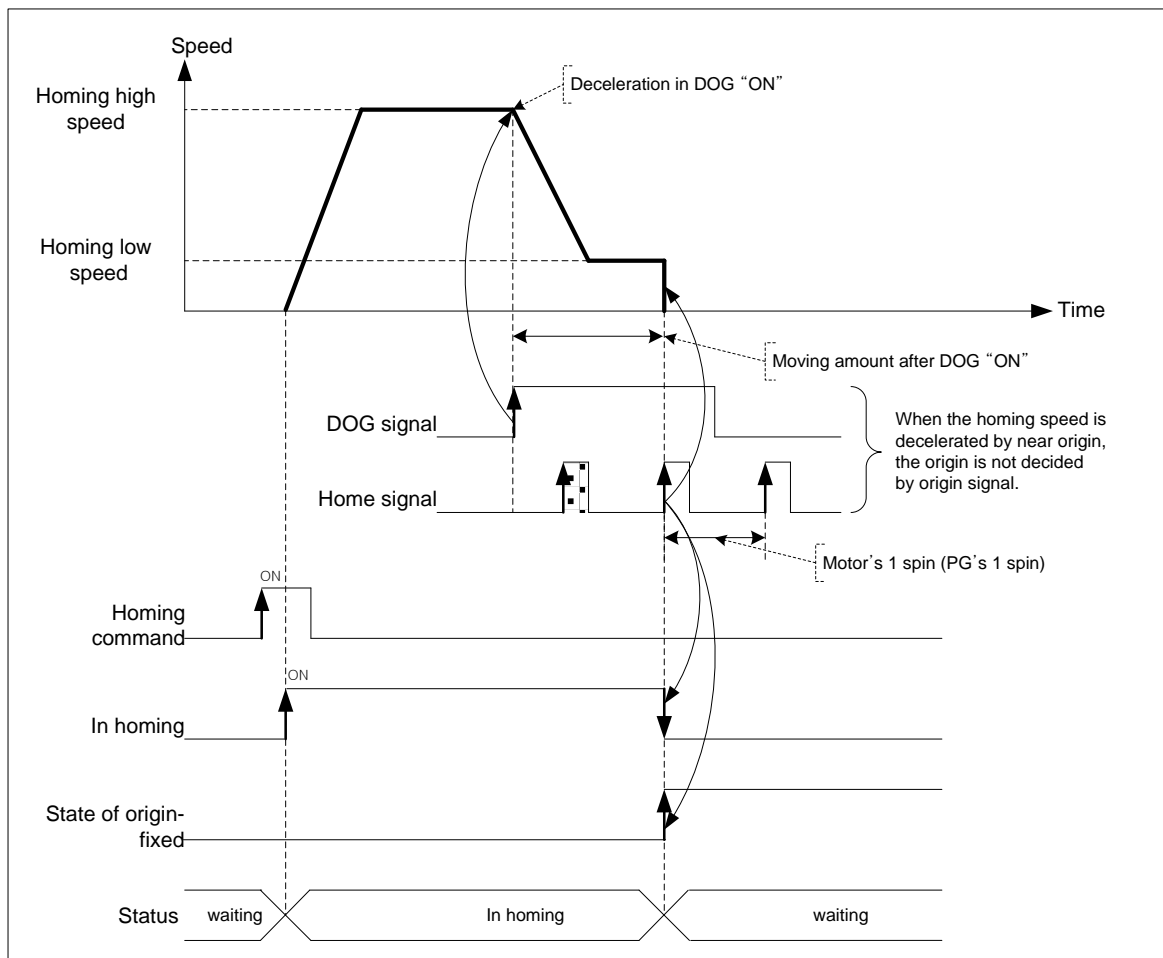 Speed
Deceleration in DOG “ON”
Homing high
speed
Homing low
speed
Time
Moving amount after DOG “ON”
DOG signal
When the homing speed is
decelerated by near origin,
the origin is not decided
by origin signal.
Home signal
Motor’s 1 spin (PG’s 1 spin)
ON
Homing
command
ON
In homing
State of origin-
fixed
Status
waiting
In homing
waiting